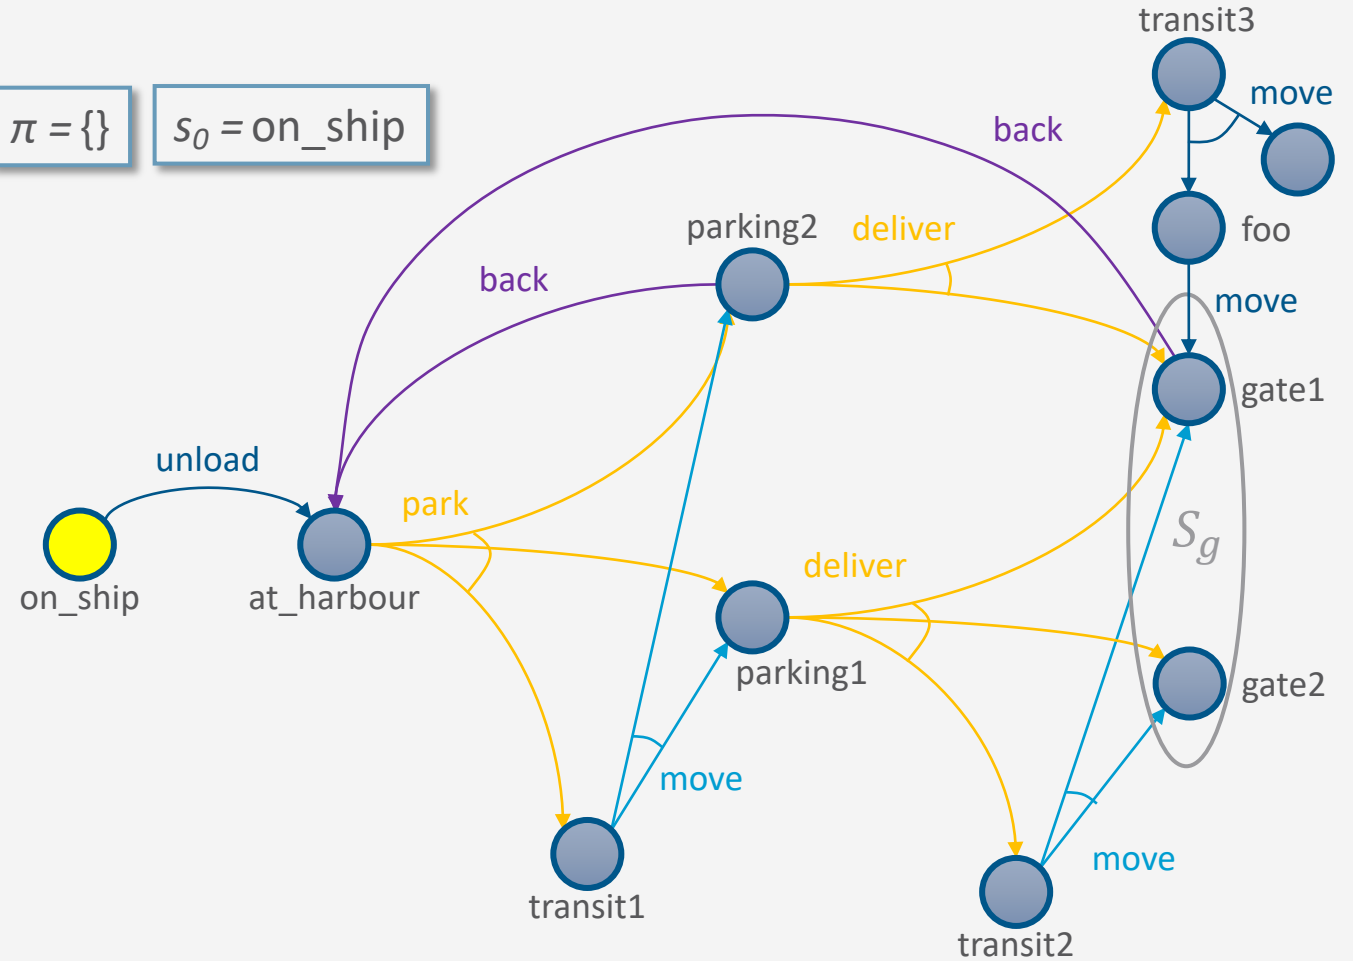 transit3
π = {}
s₀ = on_ship
move
back
parking2
deliver
foo
back
move
gate1
unload
park
S_g
deliver
on_ship
at_harbour
parking1
gate2
move
move
transit1
transit2